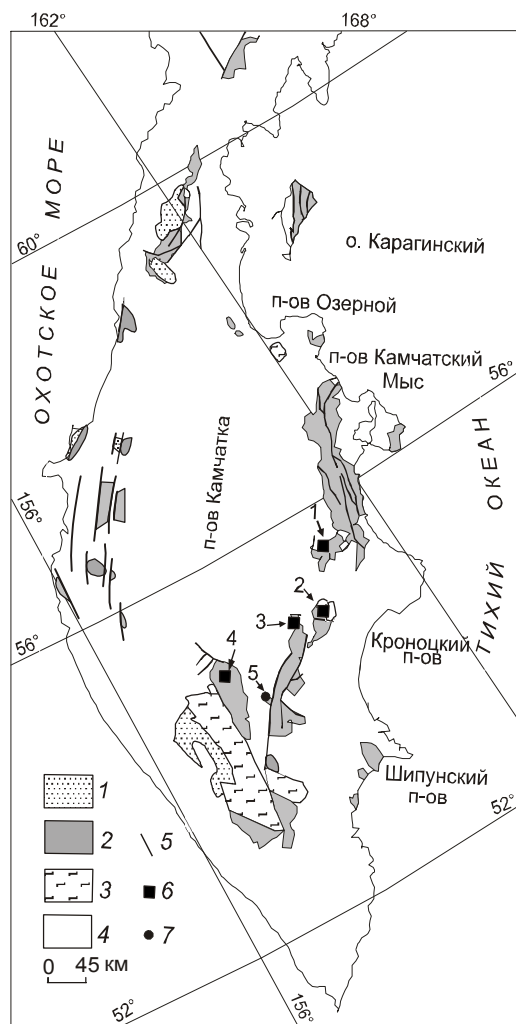 162°
168°
ОХОТСКОЕ МОРЕ
60°
о. Карагинский
п-ов Озерной
п-ов Камчатский
Мыс
56°
ТИХИЙ ОКЕАН
п-ов Камчатка
156°
1
2
3
Кроноцкий
п-ов
56°
4
5
Шипунский
п-ов
52°
1
2
5
3
6
4
7
0 45 км
52°
156°